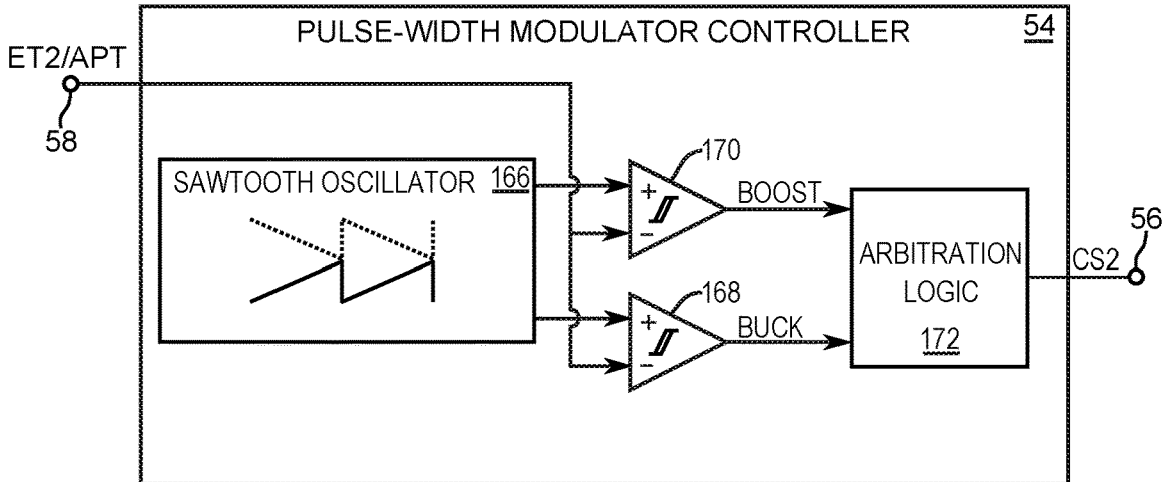 PULSE-WIDTH MODULATOR CONTROLLER 54
ET2/APT
58
SAWTOOTH OSCILLATOR 166
170
+
-
BOOST
168
+
-
BUCK
ARBITRATION
LOGIC
172
56
CS2